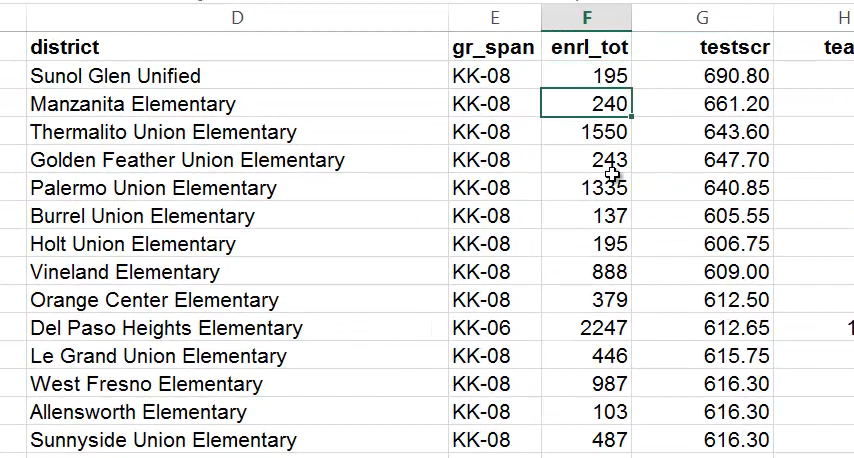 D E F G H
district gr_span enrl_tot testscr tea
Sunol Glen Unified KK-08 195 690.80
Manzanita Elementary KK-08 240 661.20
Thermalito Union Elementary KK-08 1550 643.60
Golden Feather Union Elementary KK-08 243 647.70
Palermo Union Elementary KK-08 1335 640.85
Burrel Union Elementary KK-08 137 605.55
Holt Union Elementary KK-08 195 606.75
Vineland Elementary KK-08 888 609.00
Orange Center Elementary KK-08 379 612.50
Del Paso Heights Elementary KK-06 2247 612.65 1
Le Grand Union Elementary KK-08 446 615.75
West Fresno Elementary KK-08 987 616.30
Allensworth Elementary KK-08 103 616.30
Sunnyside Union Elementary KK-08 487 616.30